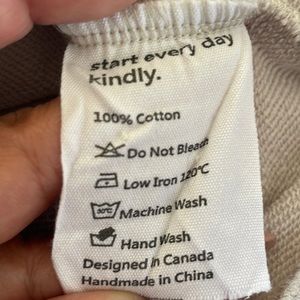 start every day
kindly.
100% Cotton
Do Not Bleach
Low Iron 120°C
30°C Machine Wash
Hand Wash
Designed in Canada
Handmade in China